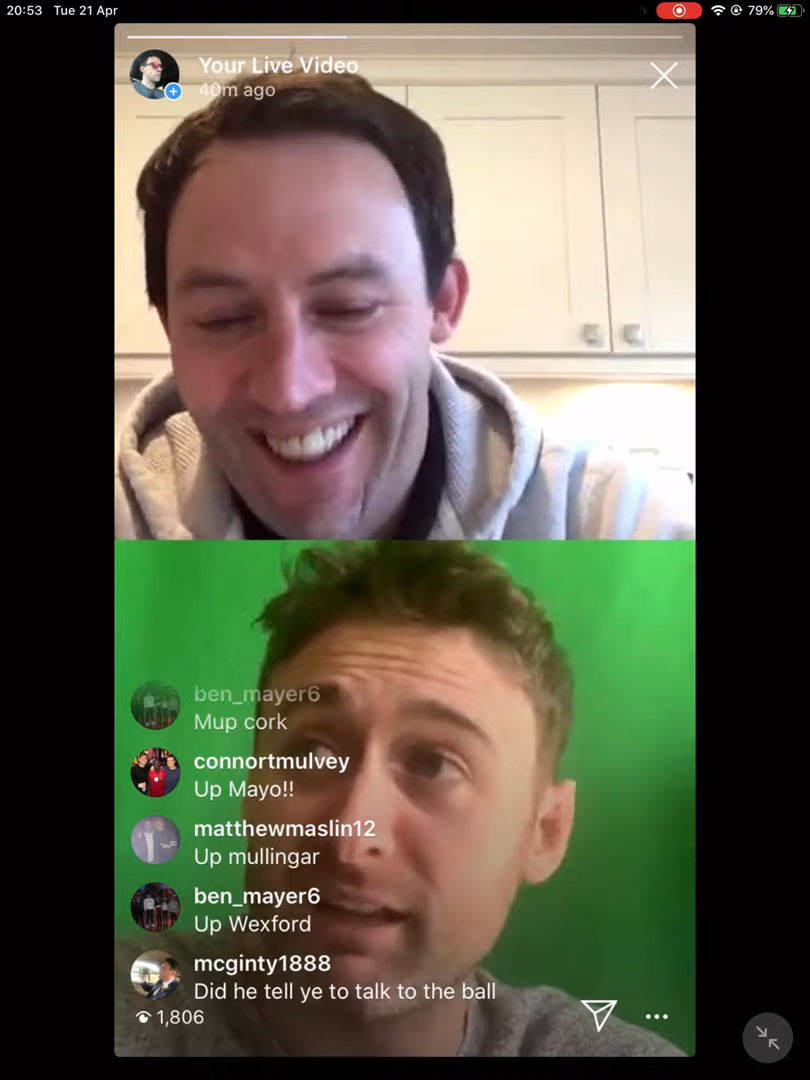 20:53 Tue 21 Apr
79%
Your Live Video
40m ago
ben_mayer6
Mup cork
connortmulvey
Up Mayo!!
matthewmaslin12
Up mullingar
ben_mayer6
Up Wexford
mcginty1888
Did he tell ye to talk to the ball
1,806